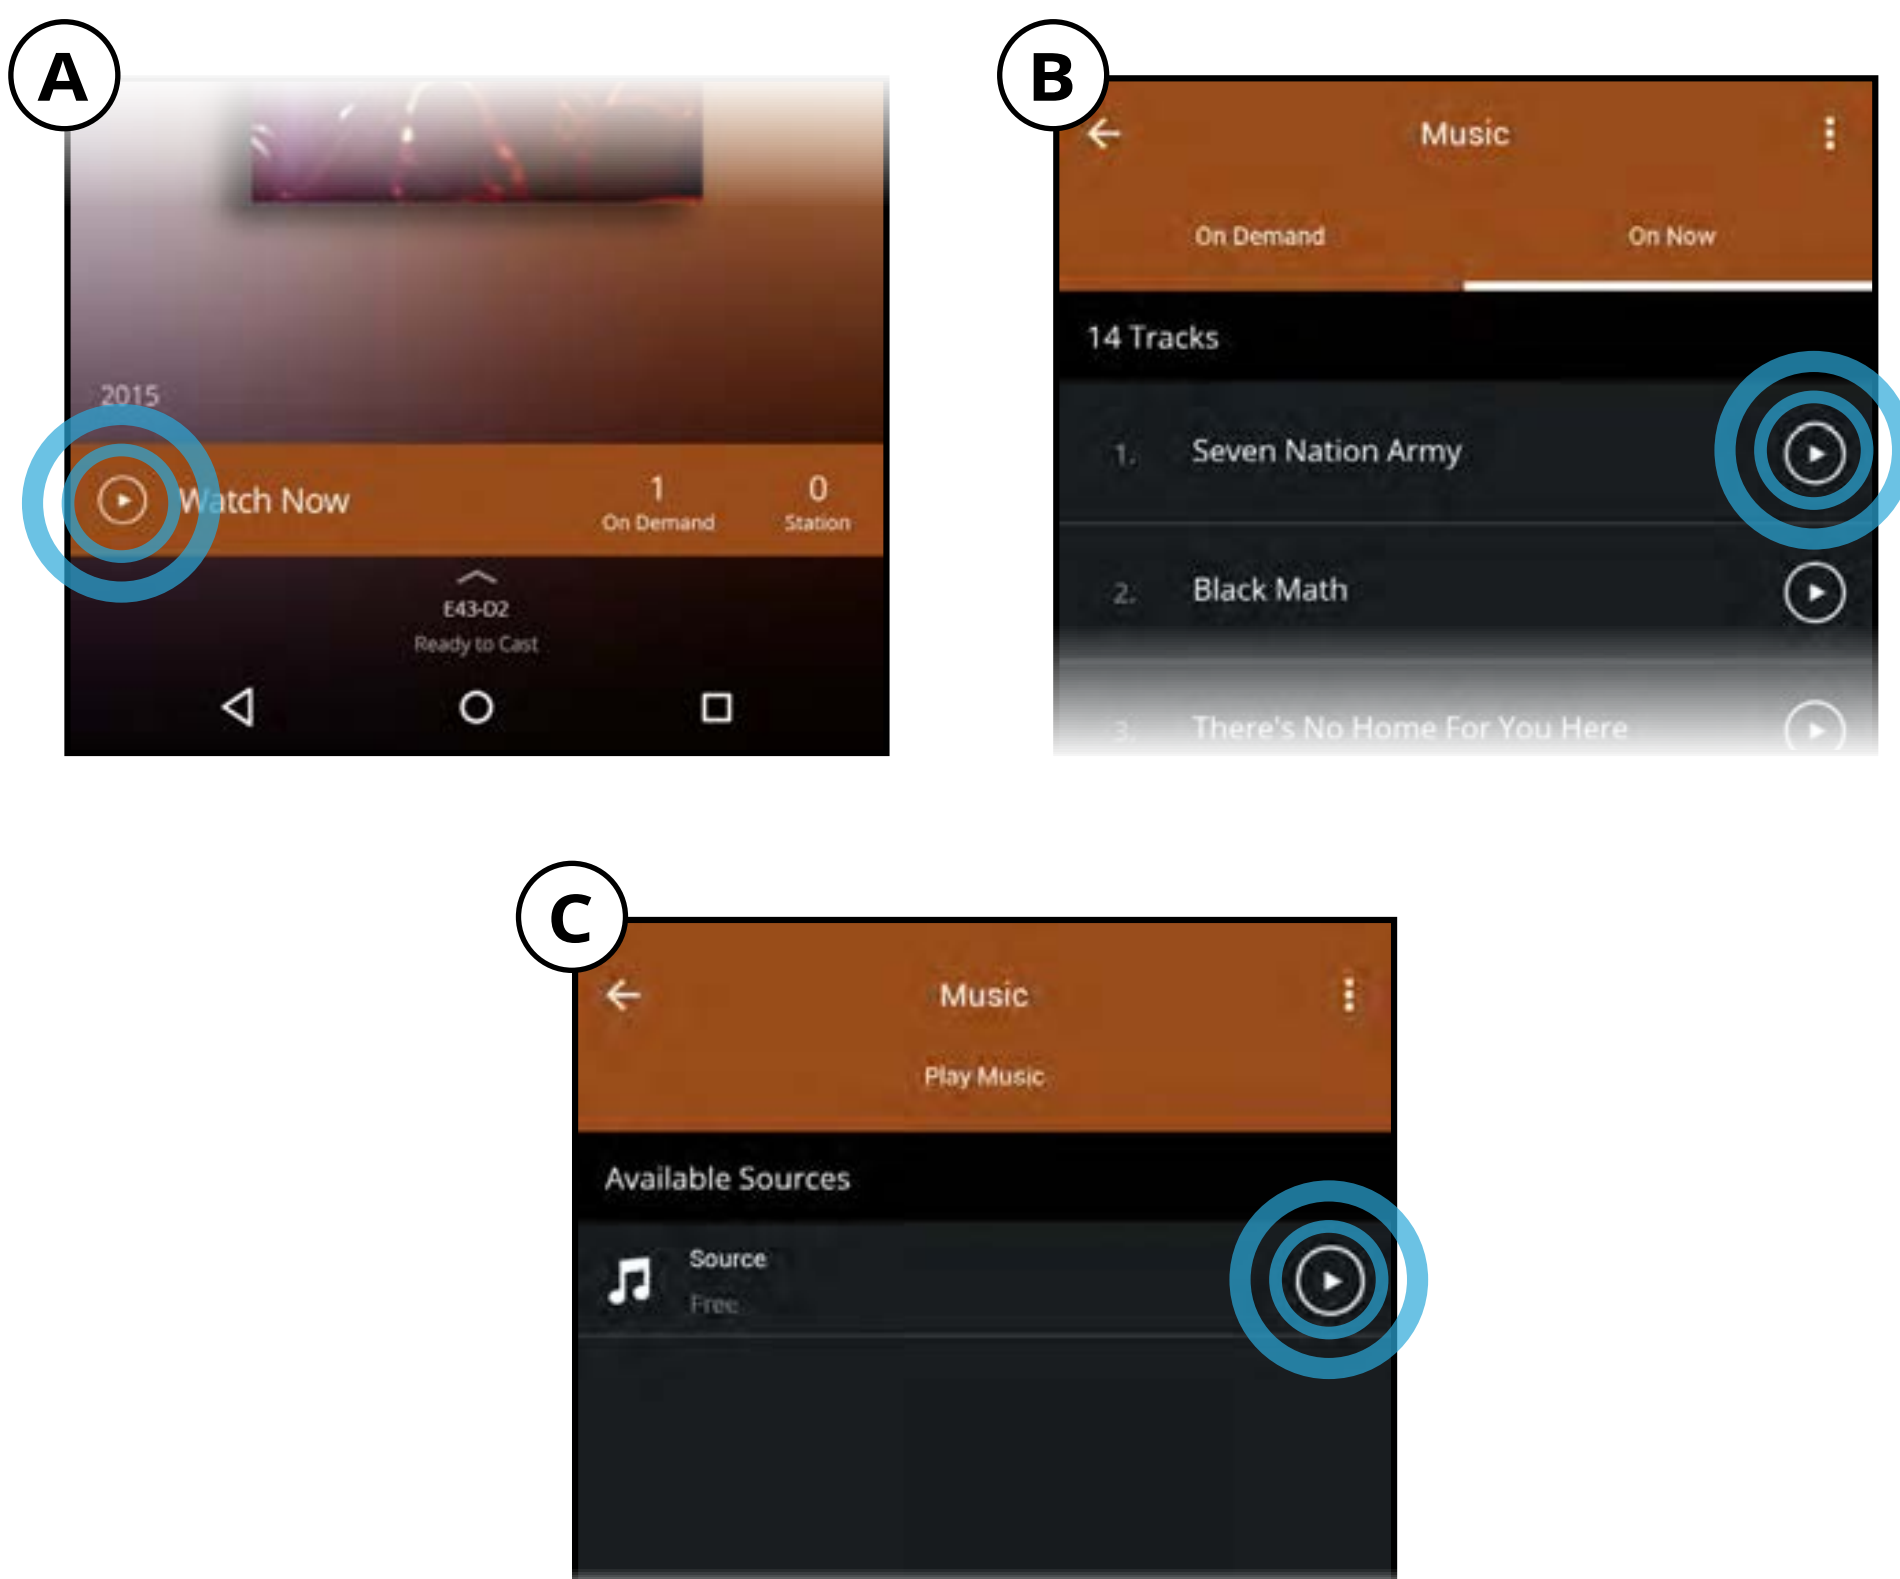 A
2015
Watch Now
1
On Demand
0
Station
E43-D2
Ready to Cast
B
Music
On Demand
On Now
14 Tracks
1. Seven Nation Army
2. Black Math
3. There's No Home For You Here
C
Music
Play Music
Available Sources
Source
Free